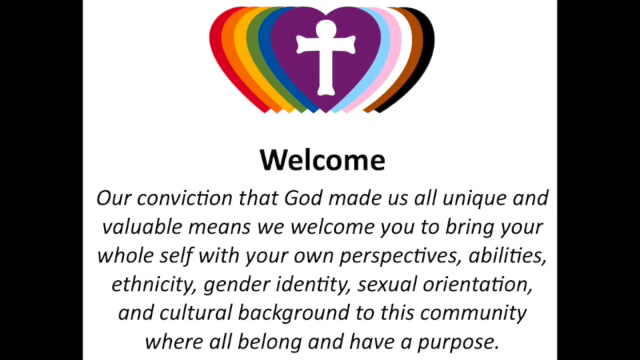 Welcome
Our conviction that God made us all unique and
valuable means we welcome you to bring your
whole self with your own perspectives, abilities,
ethnicity, gender identity, sexual orientation,
and cultural background to this community
where all belong and have a purpose.